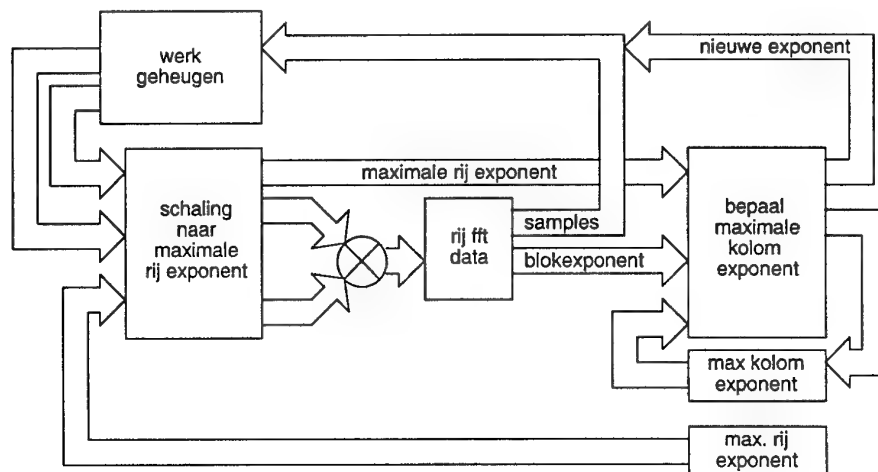 werk
geheugen
nieuwe exponent
maximale rij exponent
schaling
naar
maximale
rij exponent
rij fft
data
samples
blokexponent
bepaal
maximale
kolom
exponent
max kolom
exponent
max. rij
exponent